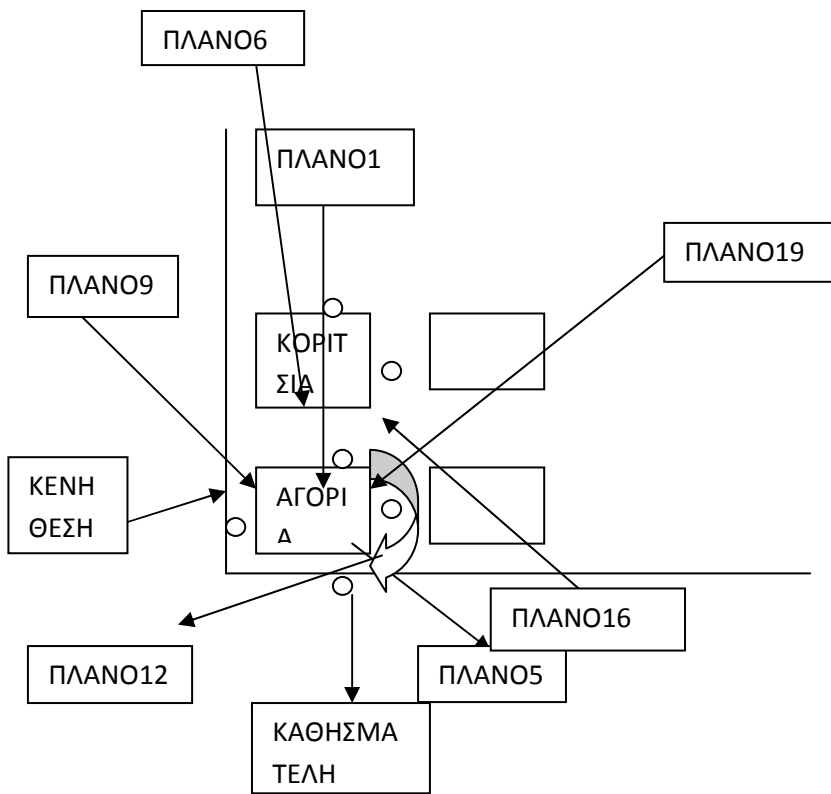 ΠΛΑΝΟ6
ΠΛΑΝΟ1
ΠΛΑΝΟ19
ΠΛΑΝΟ9
ΚΟΡΙΤ
ΣΙΑ
ΚΕΝΗ
ΘΕΣΗ
ΑΓΟΡΙ
Α
ΠΛΑΝΟ16
ΠΛΑΝΟ12
ΠΛΑΝΟ5
ΚΑΘΗΣΜΑ
ΤΕΛΗ